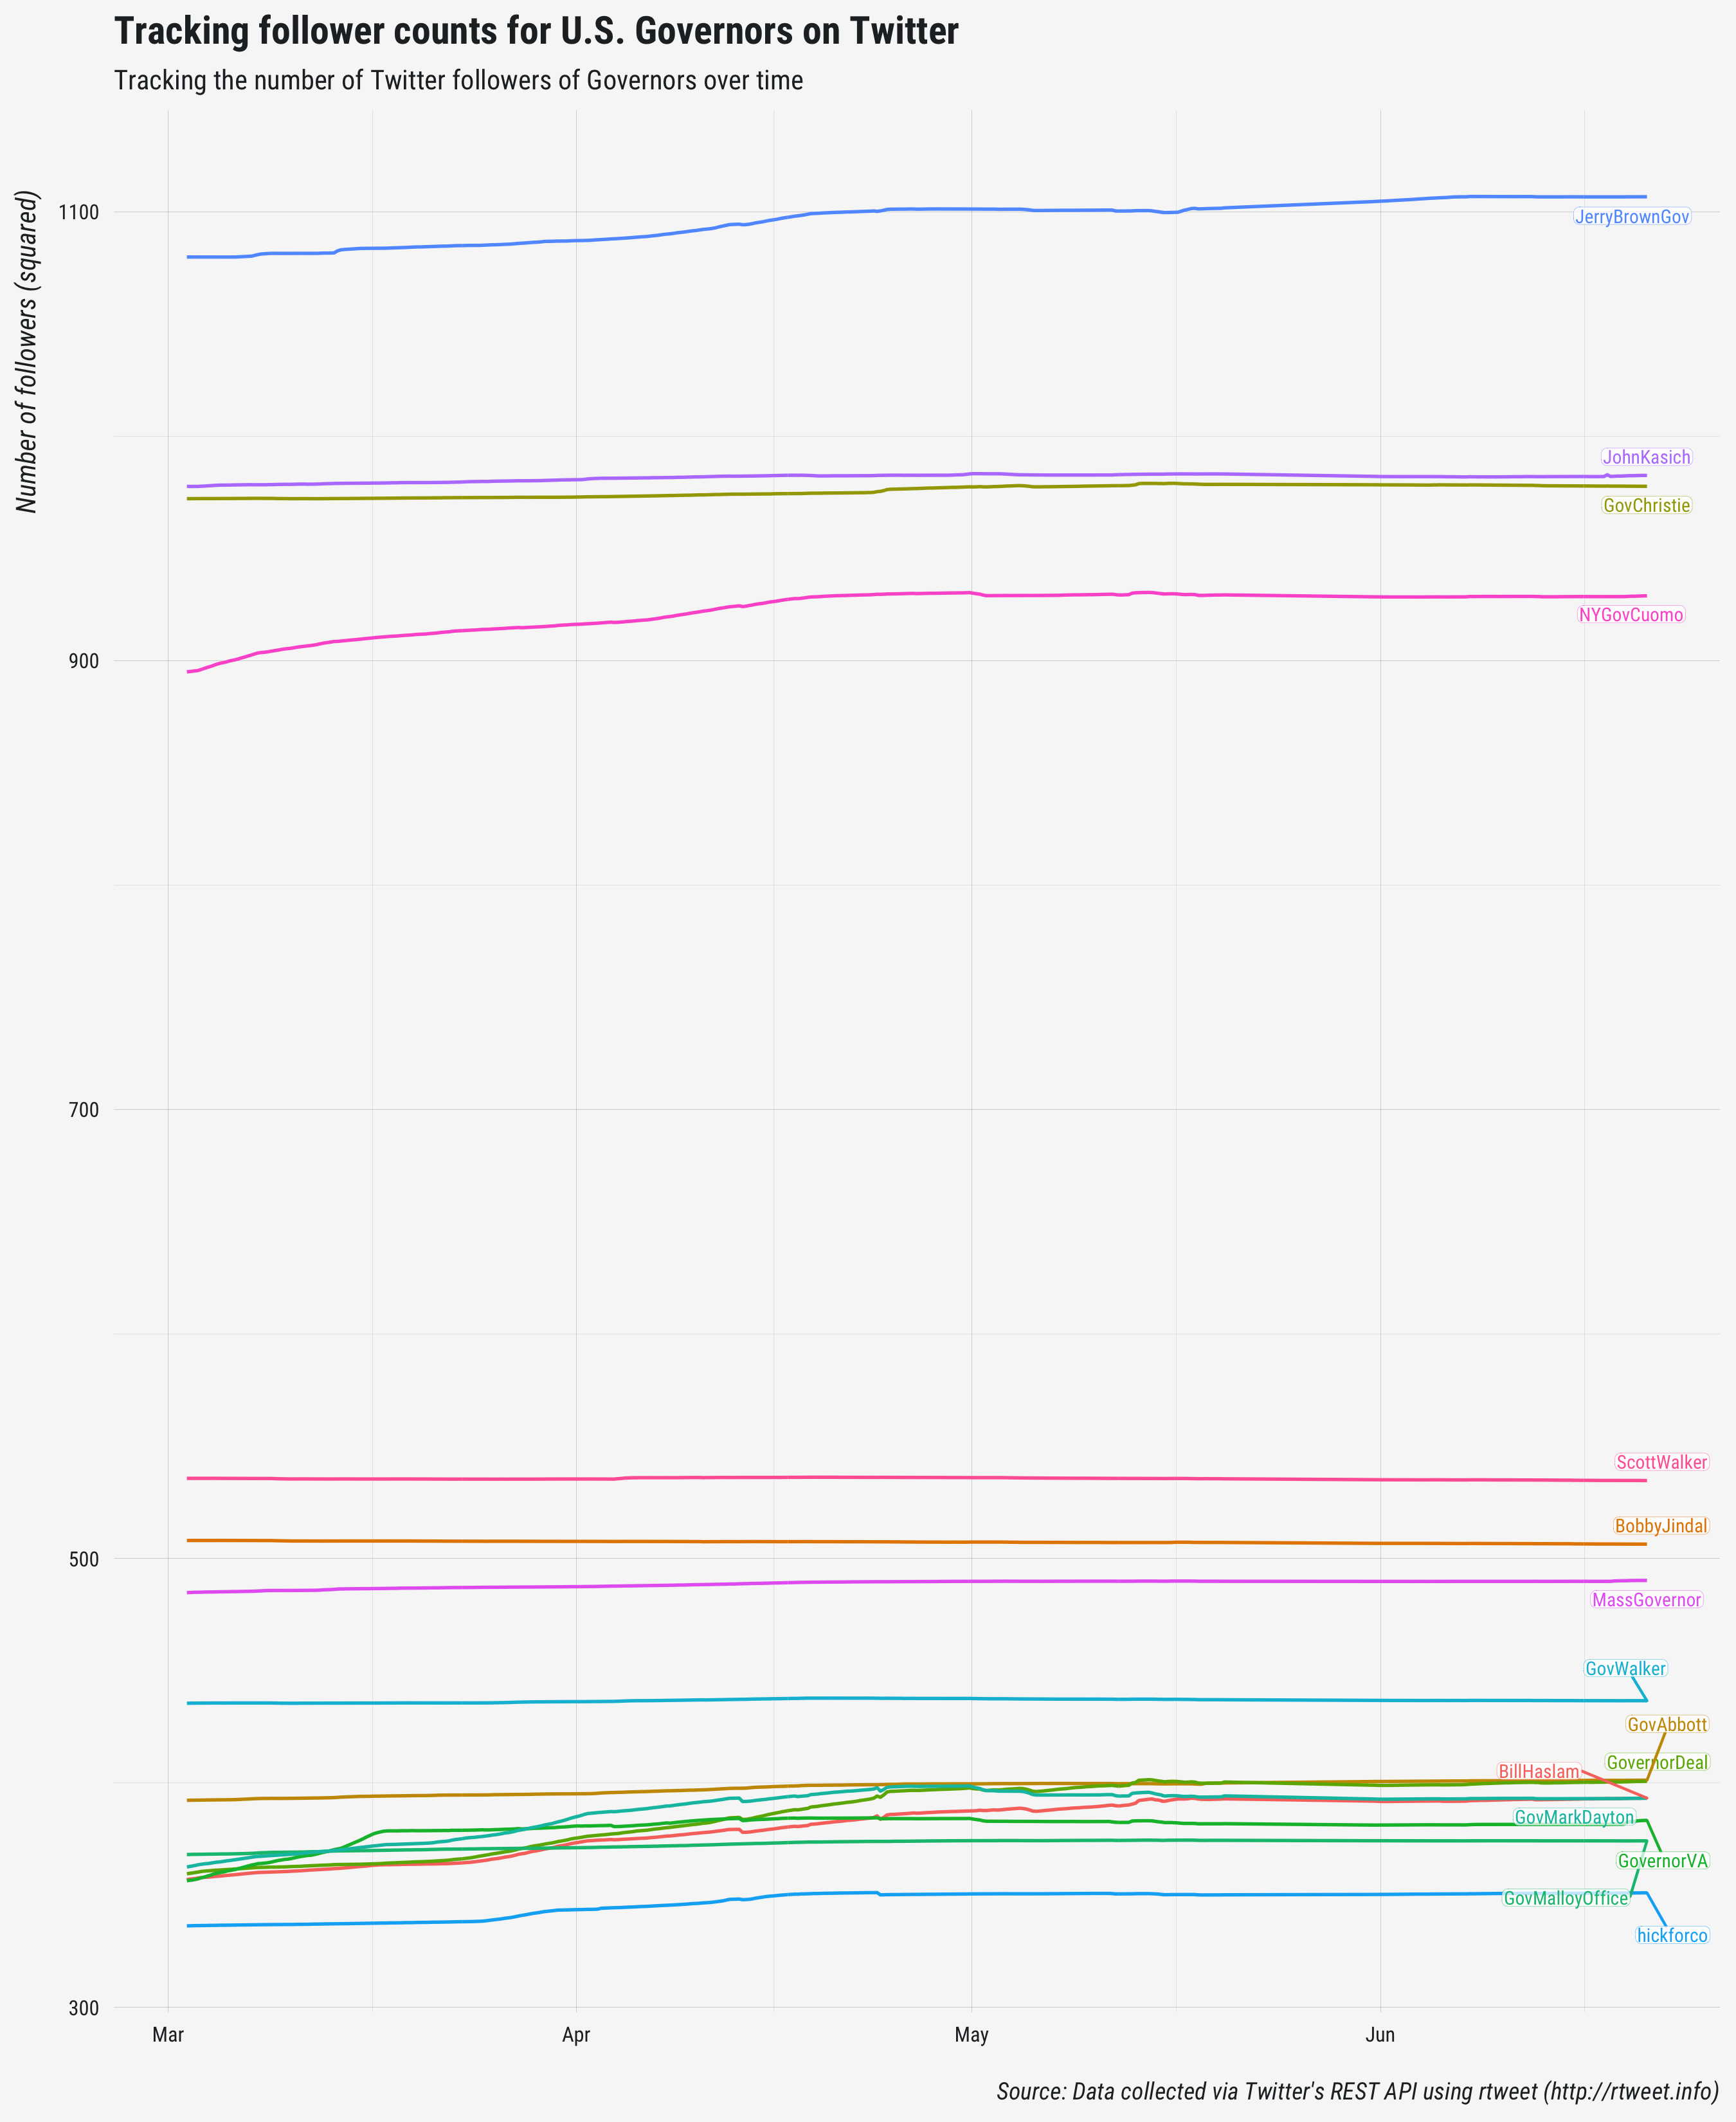 Tracking follower counts for U.S. Governors on Twitter
Tracking the number of Twitter followers of Governors over time
Number of followers (squared)
1100
900
700
500
300
JerryBrownGov
JohnKasich
GovChristie
NYGovCuomo
ScottWalker
BobbyJindal
MassGovernor
GovWalker
GovAbbott
GovernorDeal
BillHaslam
GovMarkDayton
GovernorVA
GovMalloyOffice
hickforco
Mar
Apr
May
Jun
Source: Data collected via Twitter's REST API using rtweet (http://rtweet.info)